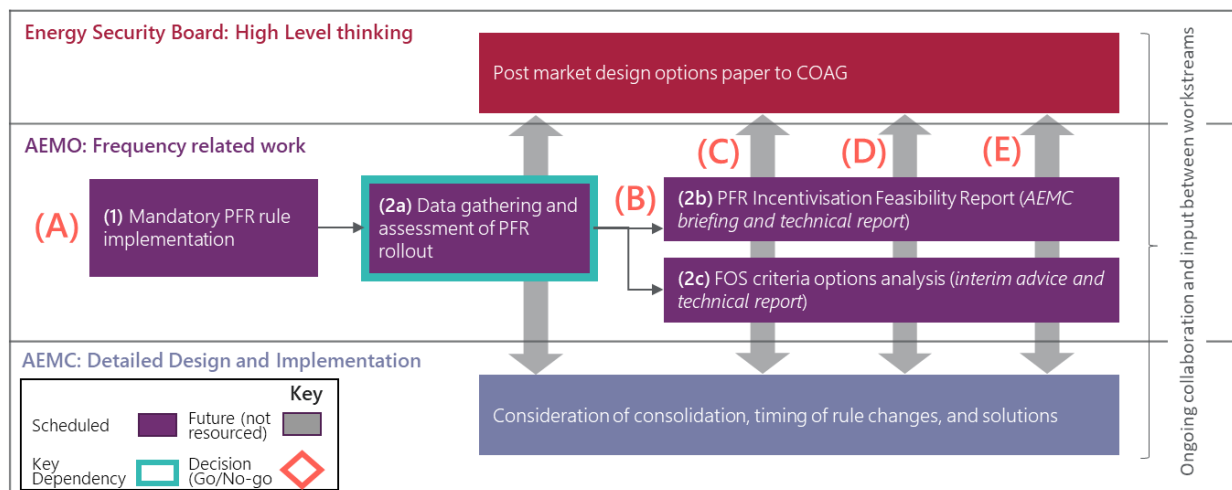 Energy Security Board: High Level thinking
Post market design options paper to COAG
AEMO: Frequency related work
(C)
(D)
(E)
(A)
(1) Mandatory PFR rule
implementation
(2a) Data gathering and
assessment of PFR
rollout
(B)
(2b) PFR Incentivisation Feasibility Report (AEMC
briefing and technical report)
(2c) FOS criteria options analysis (interim advice and
technical report)
AEMC: Detailed Design and Implementation
Consideration of consolidation, timing of rule changes, and solutions
Key
Scheduled
Future (not
resourced)
Key
Dependency
Decision
(Go/No-go
Ongoing collaboration and input between workstreams